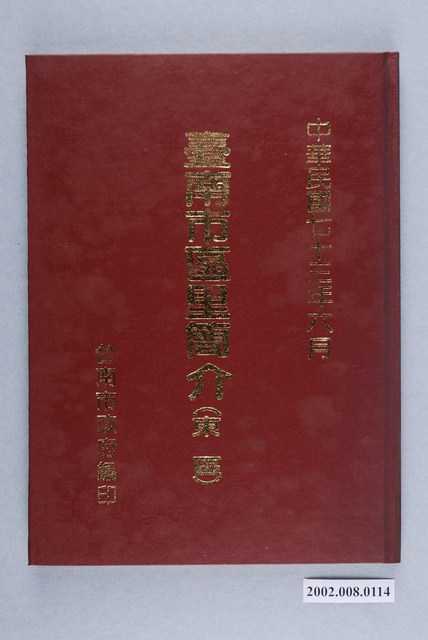 中華民國七十三年六月
臺南市區里簡介(東區)
台南市政府編印
2002.008.0114